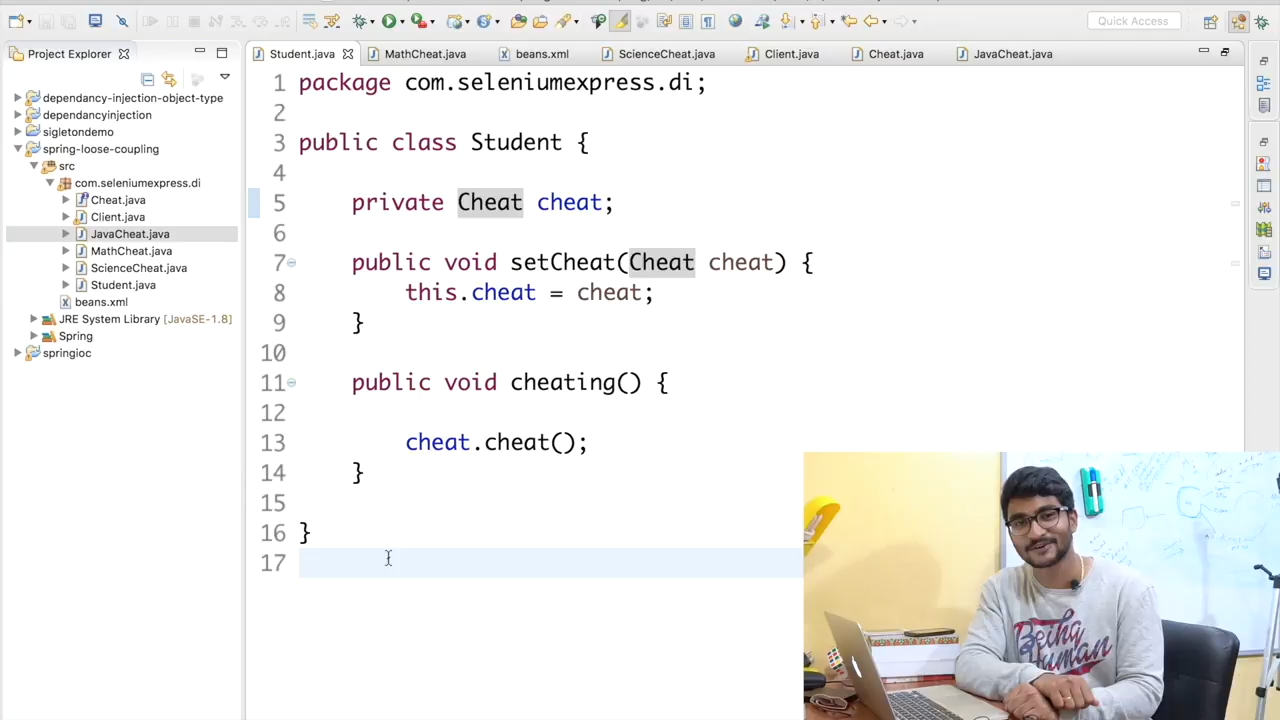 Quick Access
Project Explorer
Student.java
MathCheat.java
beans.xml
ScienceCheat.java
Client.java
Cheat.java
JavaCheat.java
dependancy-injection-object-type
dependancyinjection
sigletondemo
spring-loose-coupling
src
com.seleniumexpress.di
Cheat.java
Client.java
JavaCheat.java
MathCheat.java
ScienceCheat.java
Student.java
beans.xml
JRE System Library [JavaSE-1.8]
Spring
springioc
1 package com.seleniumexpress.di;
2
3 public class Student {
4
5 private Cheat cheat;
6
7 public void setCheat(Cheat cheat) {
8 this.cheat = cheat;
9 }
10
11 public void cheating() {
12
13 cheat.cheat();
14 }
15
16 }
17
Being
Human